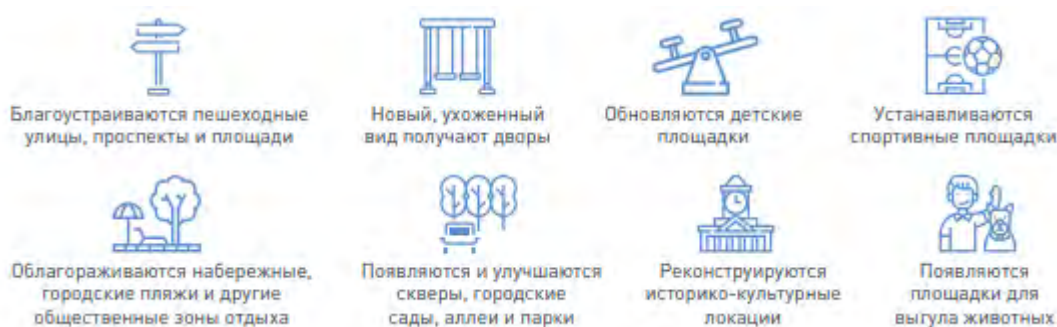 Благоустраиваются пешеходные
улицы, проспекты и площади
Новый, ухоженный
вид получают дворы
Обновляются детские
площадки
Устанавливаются
спортивные площадки
Облагораживаются набережные,
городские пляжи и другие
общественные зоны отдыха
Появляются и улучшаются
скверы, городские
сады, аллеи и парки
Реконструируются
историко-культурные
локации
Появляются
площадки для
выгула животных